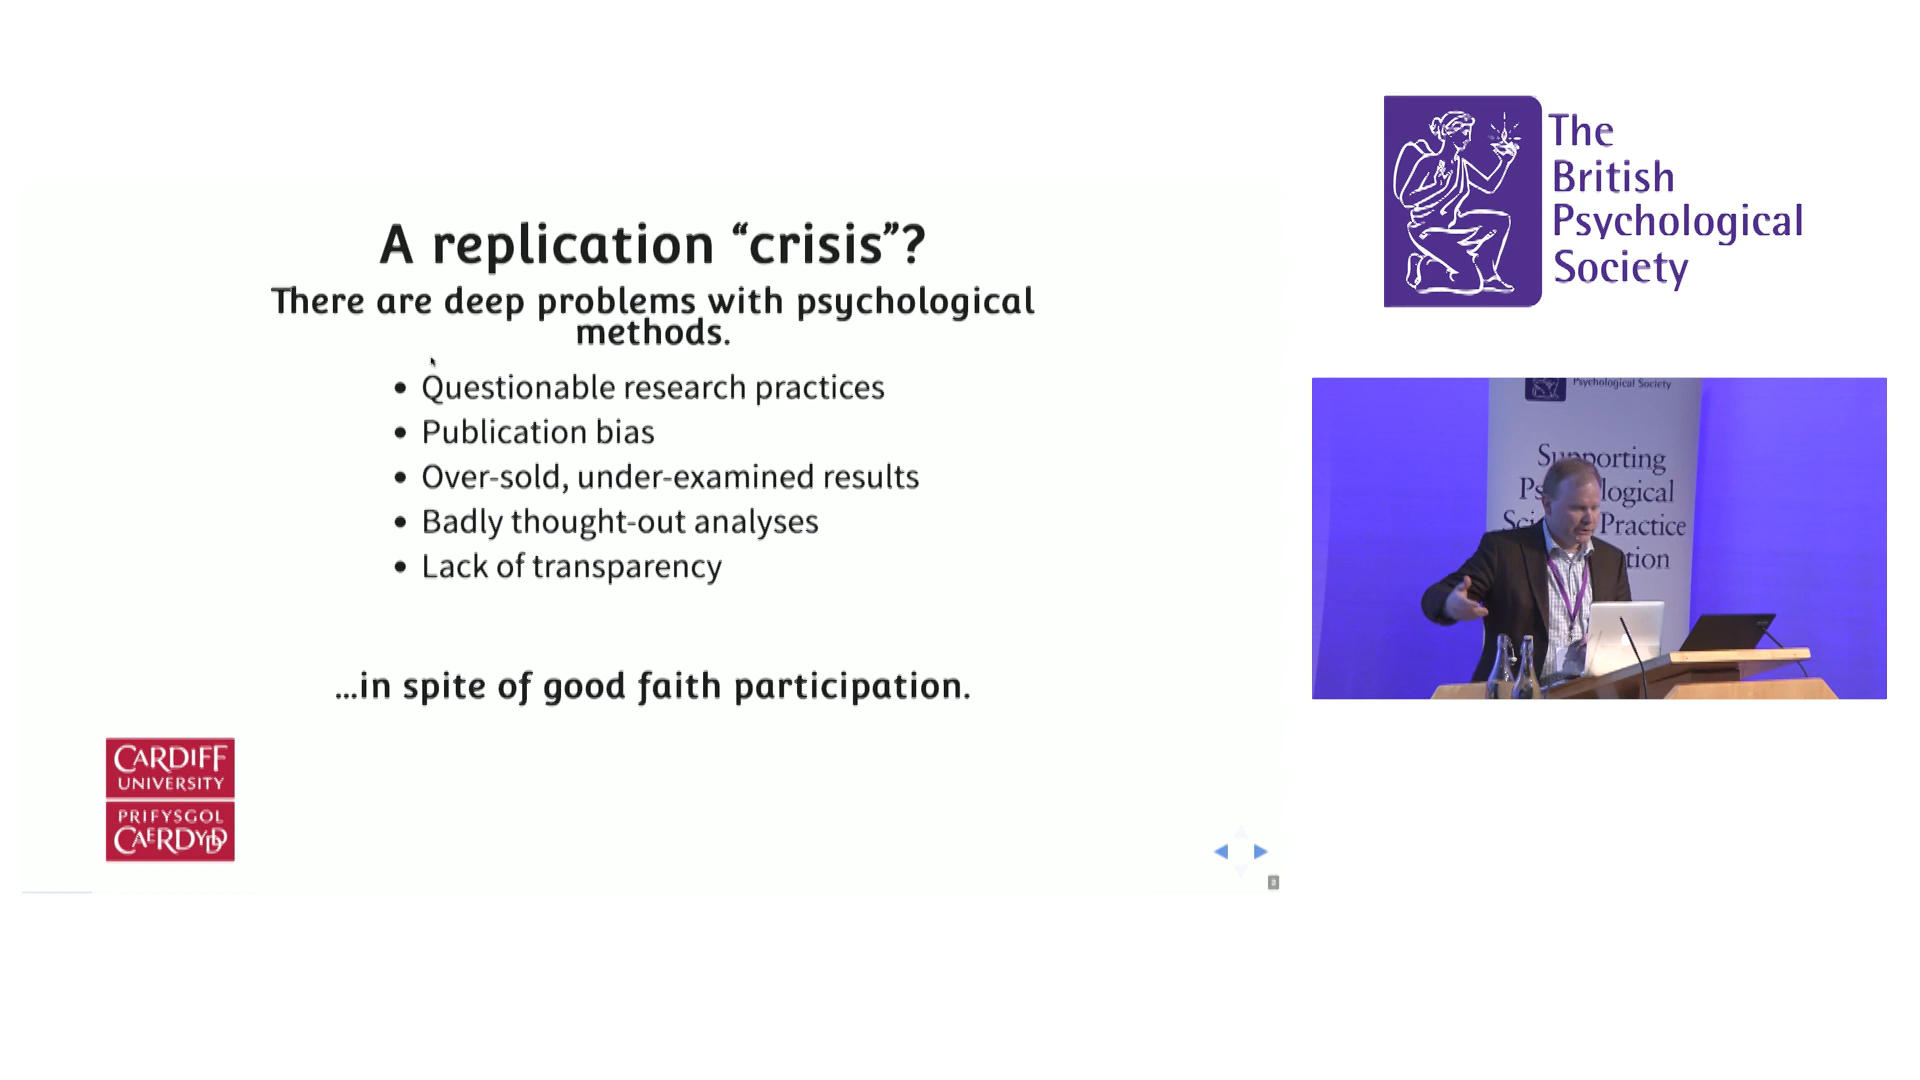 A replication “crisis”?
There are deep problems with psychological
methods.
• Questionable research practices
• Publication bias
• Over-sold, under-examined results
• Badly thought-out analyses
• Lack of transparency
...in spite of good faith participation.
CARDIFF
UNIVERSITY
PRIFYSGOL
CAERDYDD
The
British
Psychological
Society
Psychological Society
Supporting
Practice